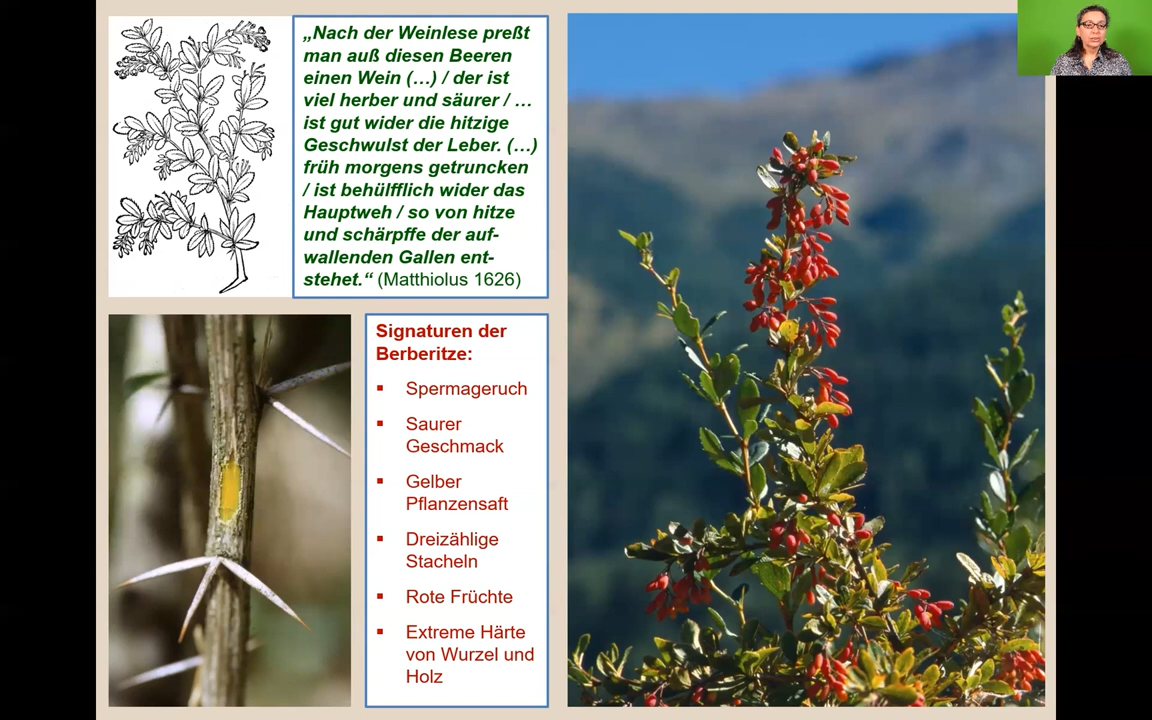 „Nach der Weinlese preßt
man auß diesen Beeren
einen Wein (…) / der ist
viel herber und säurer / …
ist gut wider die hitzige
Geschwulst der Leber. (…)
früh morgens getruncken
/ ist behülfflich wider das
Hauptweh / so von hitze
und schärpffe der auf-
wallenden Gallen ent-
stehet.“ (Matthiolus 1626)
Signaturen der
Berberitze:
▪ Spermageruch
▪ Saurer
Geschmack
▪ Gelber
Pflanzensaft
▪ Dreizählige
Stacheln
▪ Rote Früchte
▪ Extreme Härte
von Wurzel und
Holz